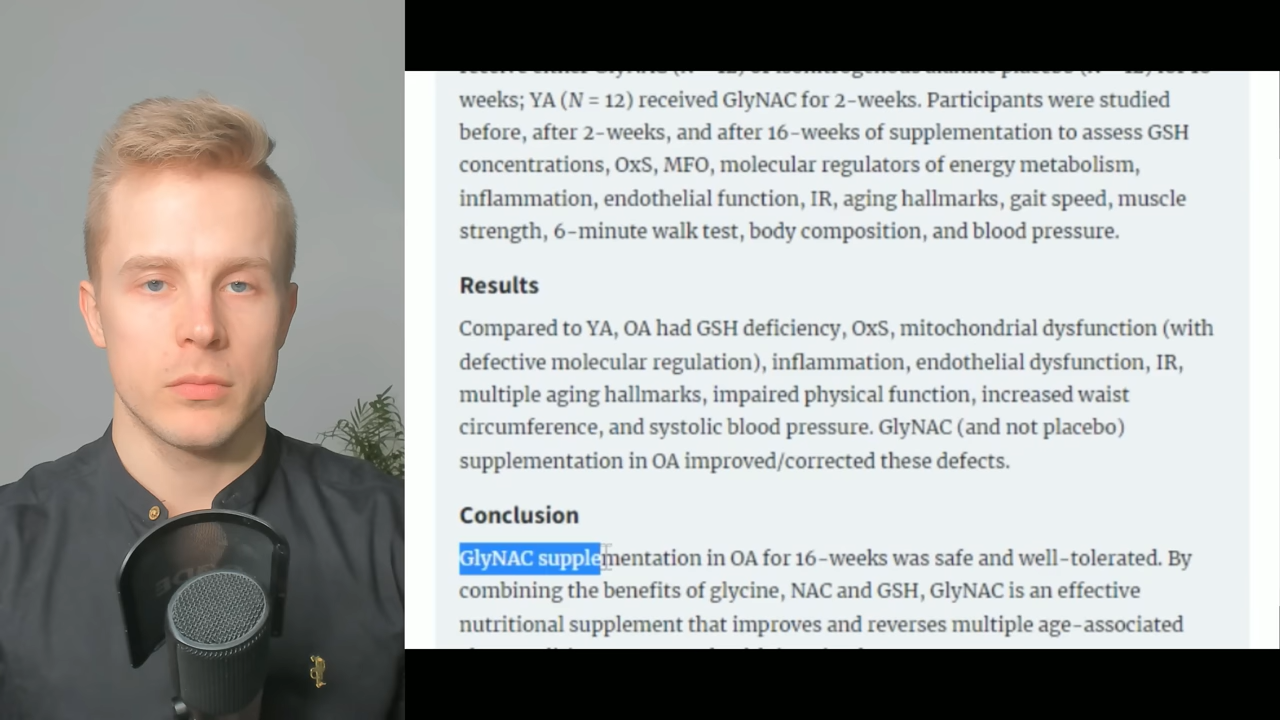 weeks; YA (N = 12) received GlyNAC for 2-weeks. Participants were studied
before, after 2-weeks, and after 16-weeks of supplementation to assess GSH
concentrations, OxS, MFO, molecular regulators of energy metabolism,
inflammation, endothelial function, IR, aging hallmarks, gait speed, muscle
strength, 6-minute walk test, body composition, and blood pressure.
Results
Compared to YA, OA had GSH deficiency, OxS, mitochondrial dysfunction (with
defective molecular regulation), inflammation, endothelial dysfunction, IR,
multiple aging hallmarks, impaired physical function, increased waist
circumference, and systolic blood pressure. GlyNAC (and not placebo)
supplementation in OA improved/corrected these defects.
Conclusion
GlyNAC supplementation in OA for 16-weeks was safe and well-tolerated. By
combining the benefits of glycine, NAC and GSH, GlyNAC is an effective
nutritional supplement that improves and reverses multiple age-associated